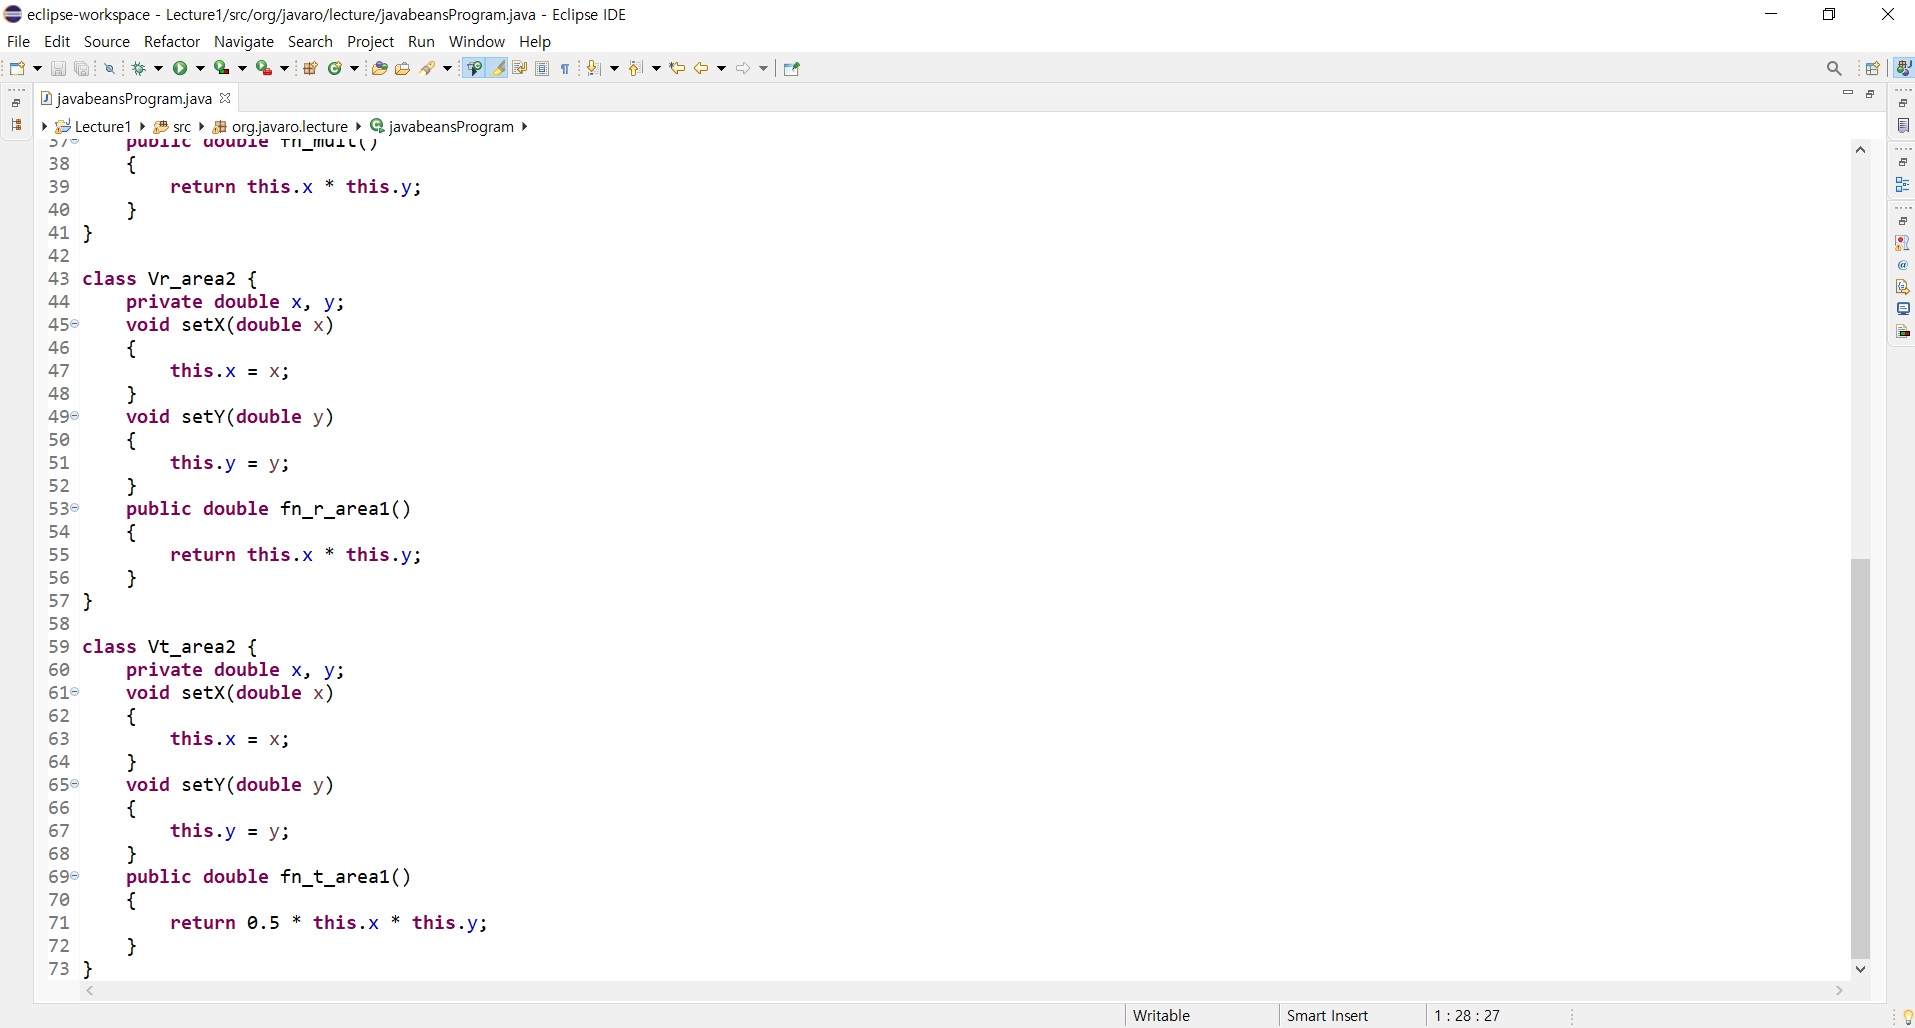 eclipse-workspace - Lecture1/src/org/javaro/lecture/javabeansProgram.java - Eclipse IDE
File Edit Source Refactor Navigate Search Project Run Window Help
javabeansProgram.java
Lecture1 src org.javaro.lecture javabeansProgram
37 public double fn_mult()
38 {
39 return this.x * this.y;
40 }
41 }
42
43 class Vr_area2 {
44 private double x, y;
45 void setX(double x)
46 {
47 this.x = x;
48 }
49 void setY(double y)
50 {
51 this.y = y;
52 }
53 public double fn_r_area1()
54 {
55 return this.x * this.y;
56 }
57 }
58
59 class Vt_area2 {
60 private double x, y;
61 void setX(double x)
62 {
63 this.x = x;
64 }
65 void setY(double y)
66 {
67 this.y = y;
68 }
69 public double fn_t_area1()
70 {
71 return 0.5 * this.x * this.y;
72 }
73 }
Writable Smart Insert 1 : 28 : 27